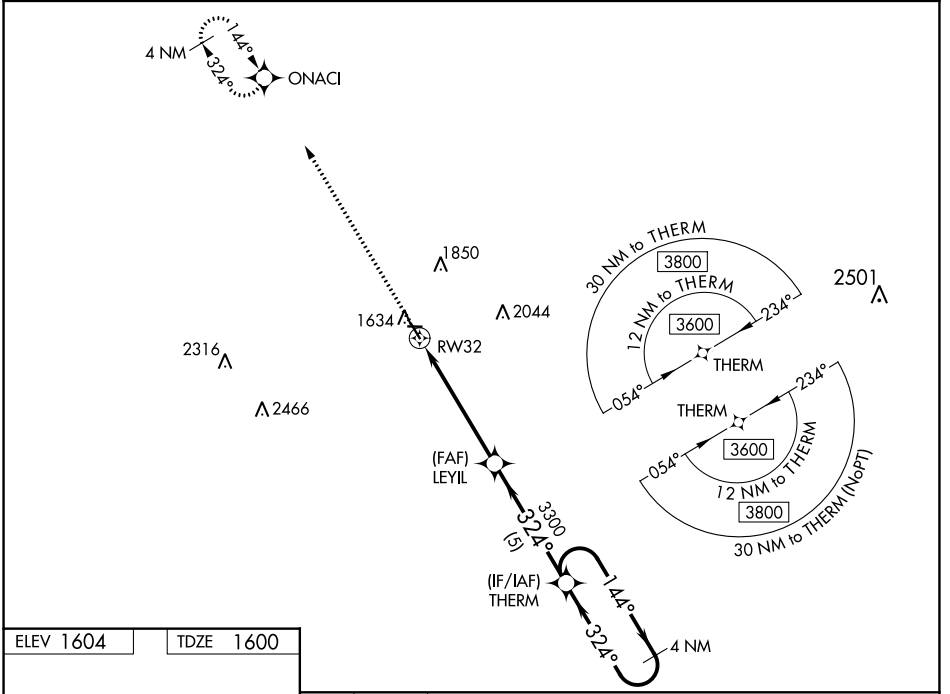 4 NM
144°
324°
ONACI
1850
1634
2044
RW32
2316
2466
30 NM to THERM
3800
12 NM to THERM
3600
234°
054°
THERM
2501
THERM
234°
054°
3600
12 NM to THERM
3800
30 NM to THERM (NoPT)
(FAF)
LEYIL
3300
324°
(5)
(IF/IAF)
THERM
144°
324°
4 NM
ELEV 1604
TDZE 1600